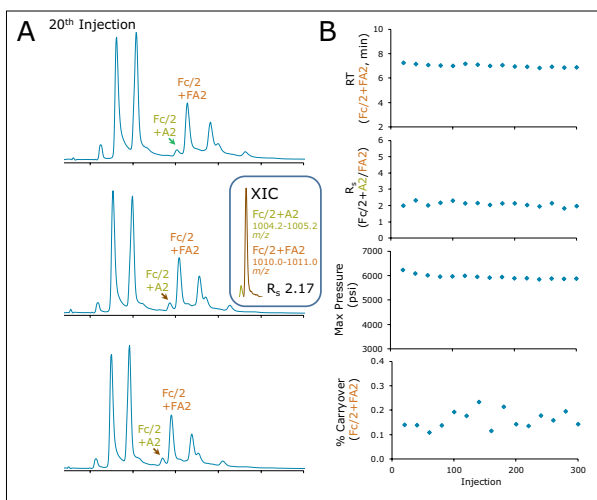 A
20th Injection
Fc/2
+FA2
Fc/2
+A2
Fc/2
+FA2
Fc/2
+A2
XIC
Fc/2+A2
1004.2-1005.2
m/z
Fc/2+FA2
1010.0-1011.0
m/z
Rs 2.17
Fc/2
+FA2
Fc/2
+A2
B
RT
(Fc/2+FA2, min)
10
8
6
4
2
Rs
(Fc/2+A2/FA2)
5
4
3
2
1
0
Max Pressure
(psi)
7000
6000
5000
4000
3000
% Carryover
(Fc/2+FA2)
0.4
0.3
0.2
0.1
0.0
0
100
200
300
Injection